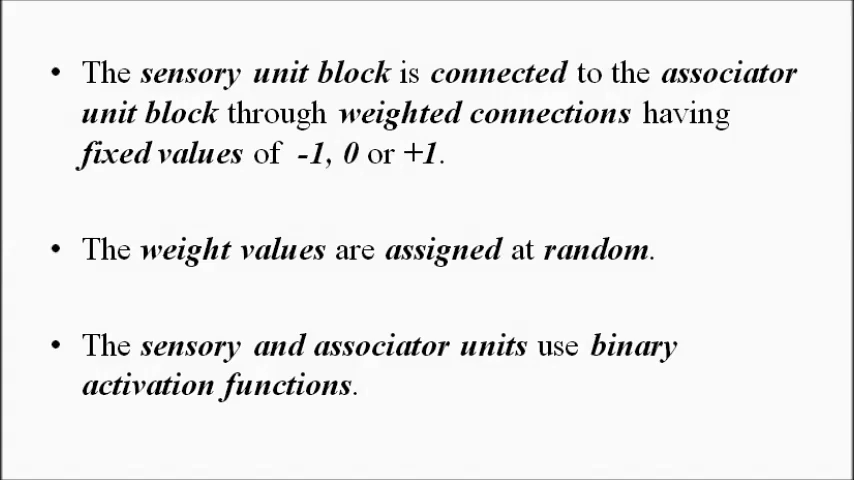 • The sensory unit block is connected to the associator
unit block through weighted connections having
fixed values of -1, 0 or +1.
• The weight values are assigned at random.
• The sensory and associator units use binary
activation functions.